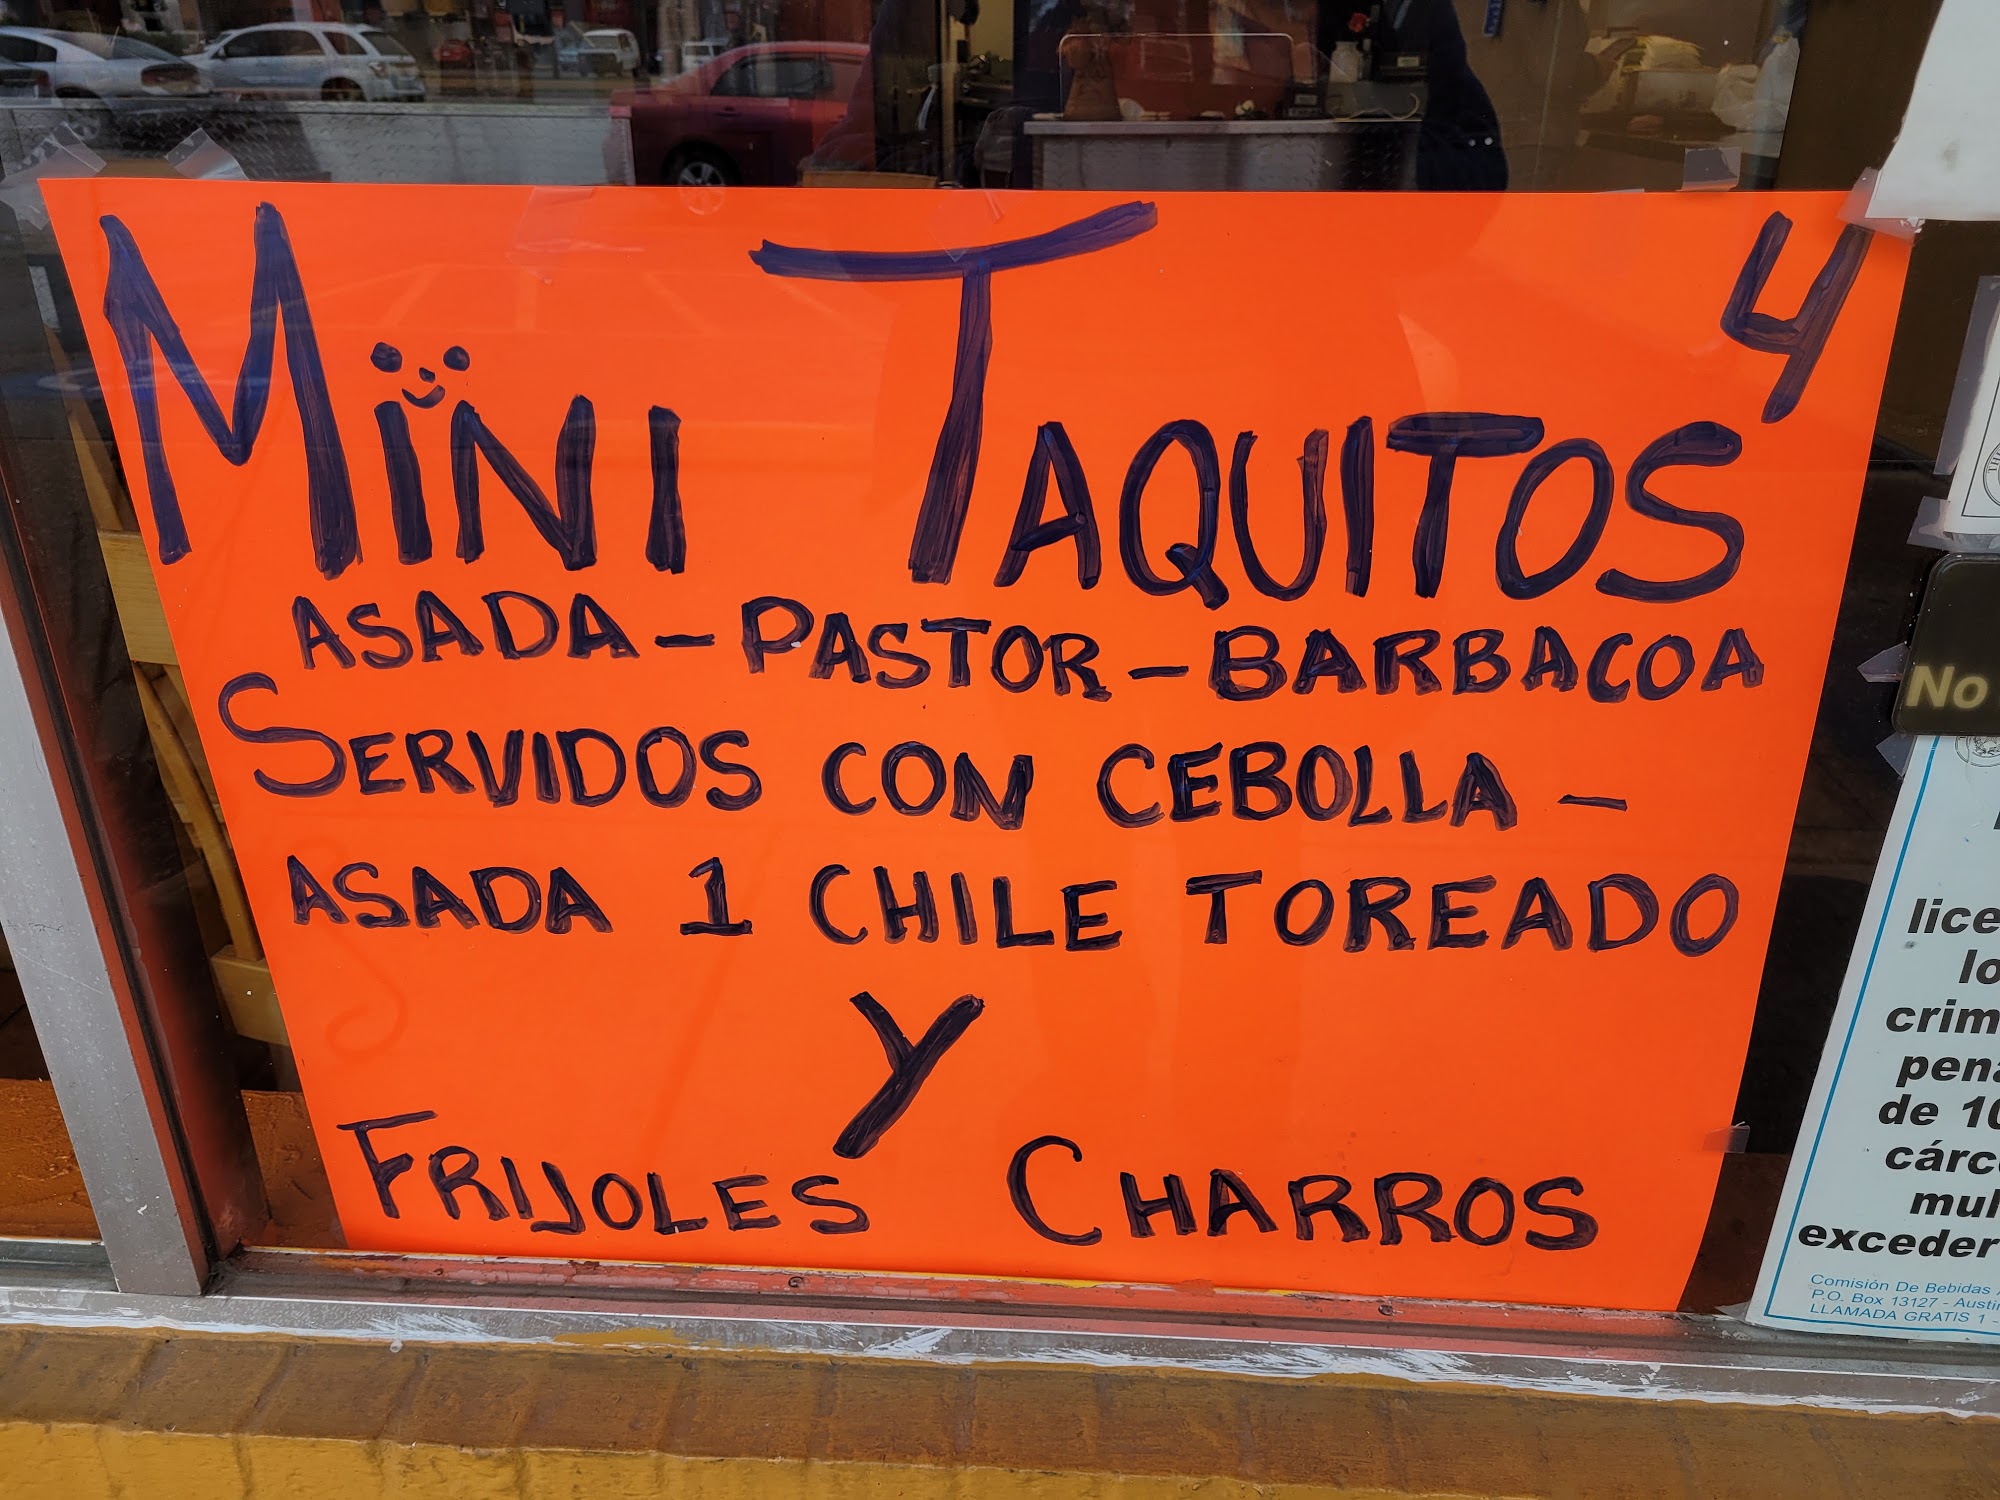 MINI TAQUITOS 4
ASADA - PASTOR - BARBACOA
SERVIDOS CON CEBOLLA -
ASADA 1 CHILE TOREADO
Y
FRIJOLES CHARROS
No
lice
lo
crim
pena
de 10
cárc
mul
exceder
Comisión De Bebidas
P.O. Box 13127 - Austin
LLAMADA GRATIS 1 -